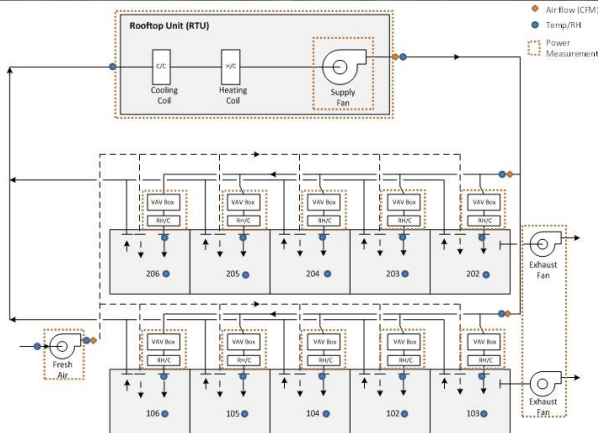 Rooftop Unit (RTU)
Air flow (CFM)
Temp/RH
Power
Measurement
C/C
H/C
Cooling
Coil
Heating
Coil
Supply
Fan
VAV Box
VAV Box
VAV Box
VAV Box
VAV Box
RH/C
RH/C
RH/C
RH/C
RH/C
206
205
204
203
202
Exhaust
Fan
VAV Box
VAV Box
VAV Box
VAV Box
VAV Box
RH/C
RH/C
RH/C
RH/C
RH/C
Fresh
Air
106
105
104
102
103
Exhaust
Fan